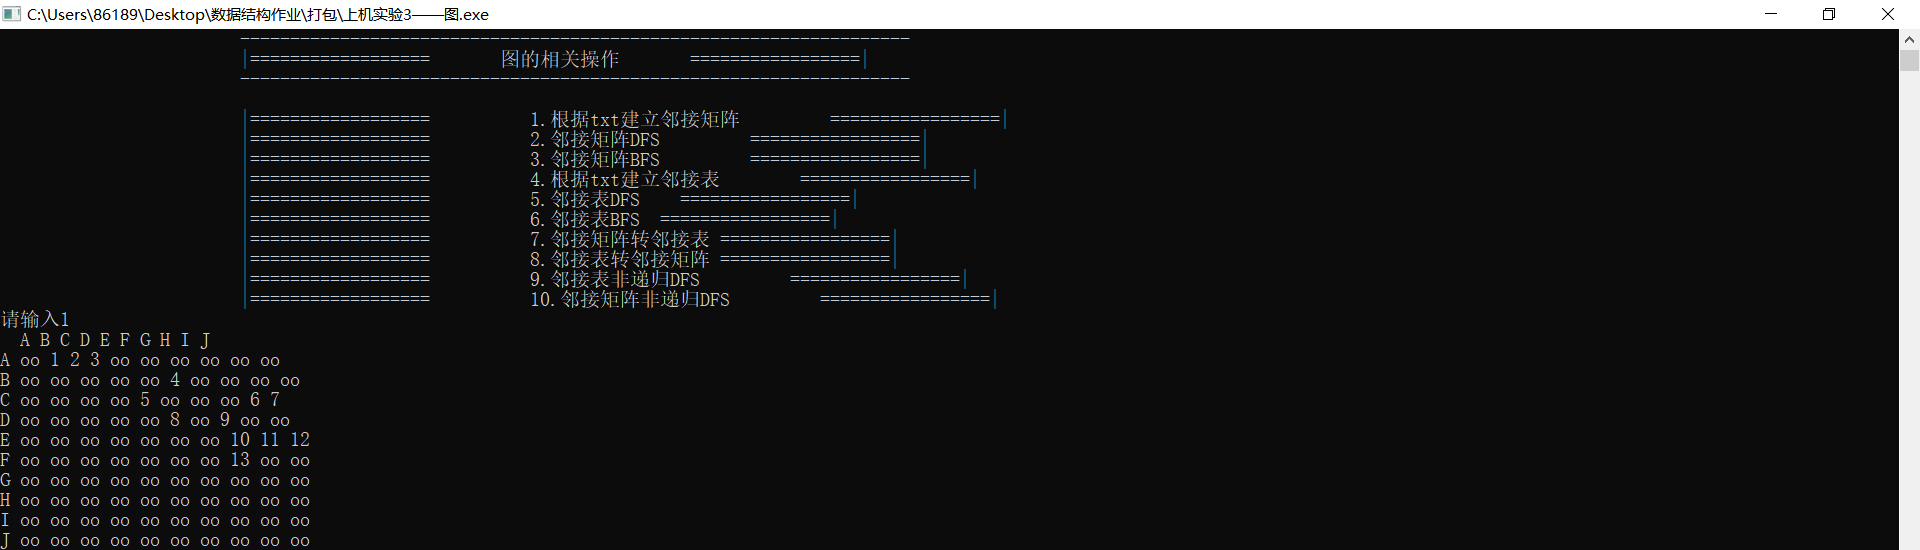 C:\Users\86189\Desktop\数据结构作业\打包\上机实验3——图.exe
-------------------------------------------------------------------
|================== 图的相关操作 =================|
-------------------------------------------------------------------
|================== 1.根据txt建立邻接矩阵 =================|
|================== 2.邻接矩阵DFS =================|
|================== 3.邻接矩阵BFS =================|
|================== 4.根据txt建立邻接表 =================|
|================== 5.邻接表DFS =================|
|================== 6.邻接表BFS =================|
|================== 7.邻接矩阵转邻接表 =================|
|================== 8.邻接表转邻接矩阵 =================|
|================== 9.邻接表非递归DFS =================|
|================== 10.邻接矩阵非递归DFS =================|
请输入1
A B C D E F G H I J
A oo 1 2 3 oo oo oo oo oo oo
B oo oo oo oo oo 4 oo oo oo oo
C oo oo oo oo 5 oo oo oo 6 7
D oo oo oo oo oo 8 oo 9 oo oo
E oo oo oo oo oo oo oo 10 11 12
F oo oo oo oo oo oo oo 13 oo oo
G oo oo oo oo oo oo oo oo oo oo
H oo oo oo oo oo oo oo oo oo oo
I oo oo oo oo oo oo oo oo oo oo
J oo oo oo oo oo oo oo oo oo oo